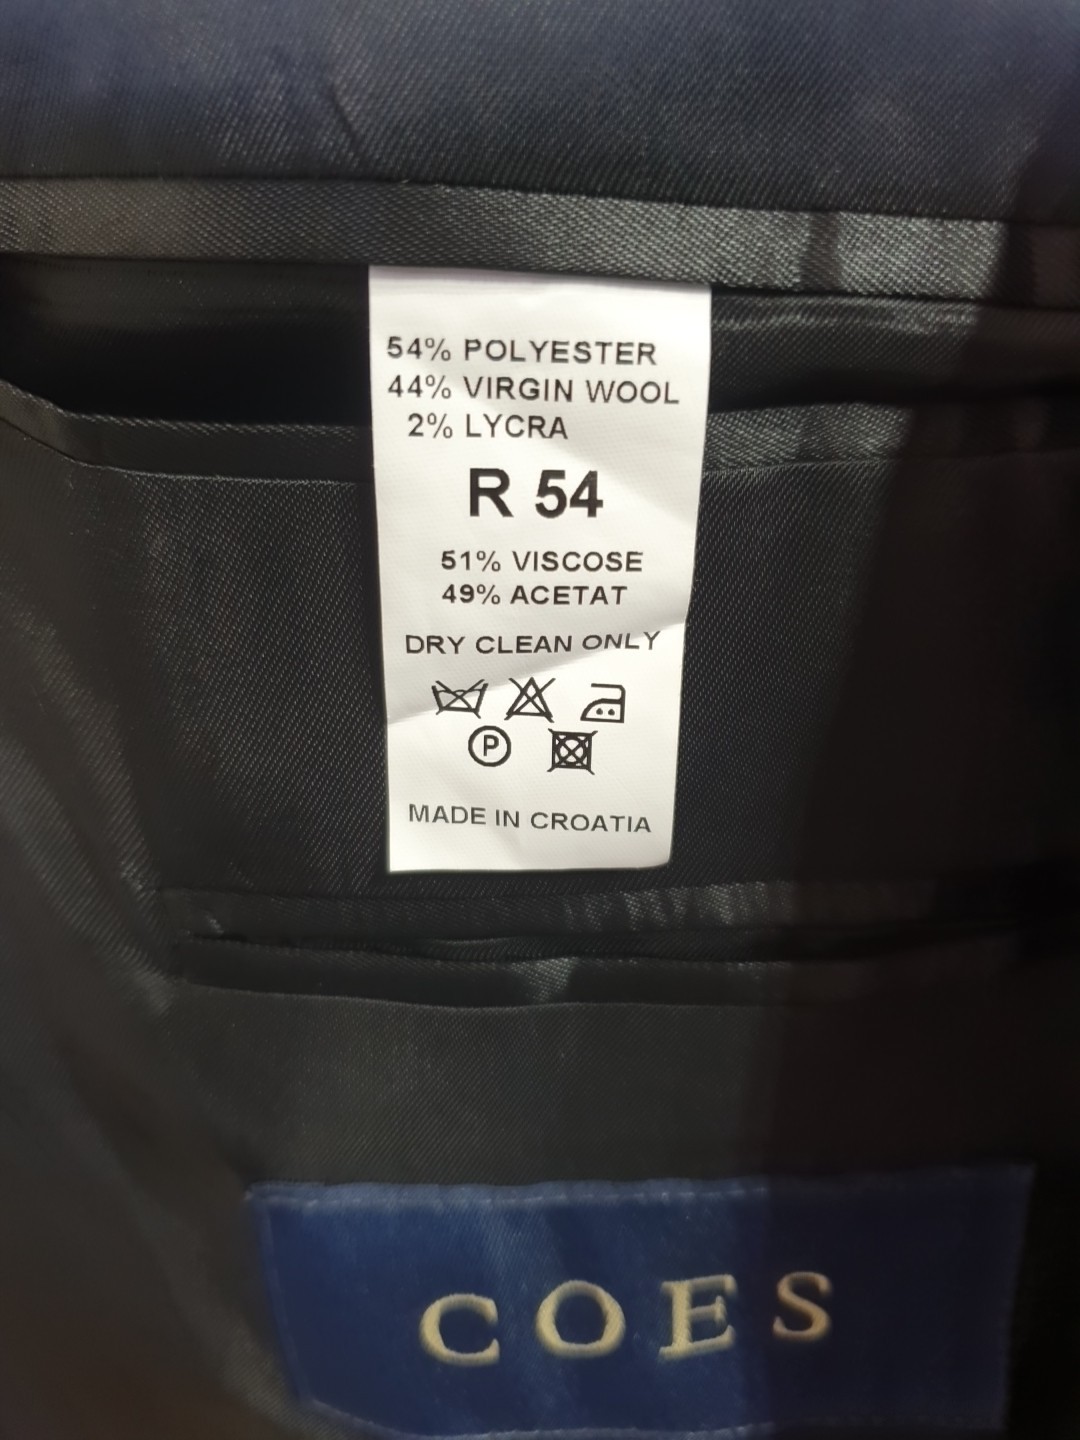 54% POLYESTER
44% VIRGIN WOOL
2% LYCRA
R 54
51% VISCOSE
49% ACETAT
DRY CLEAN ONLY
P
MADE IN CROATIA
COES